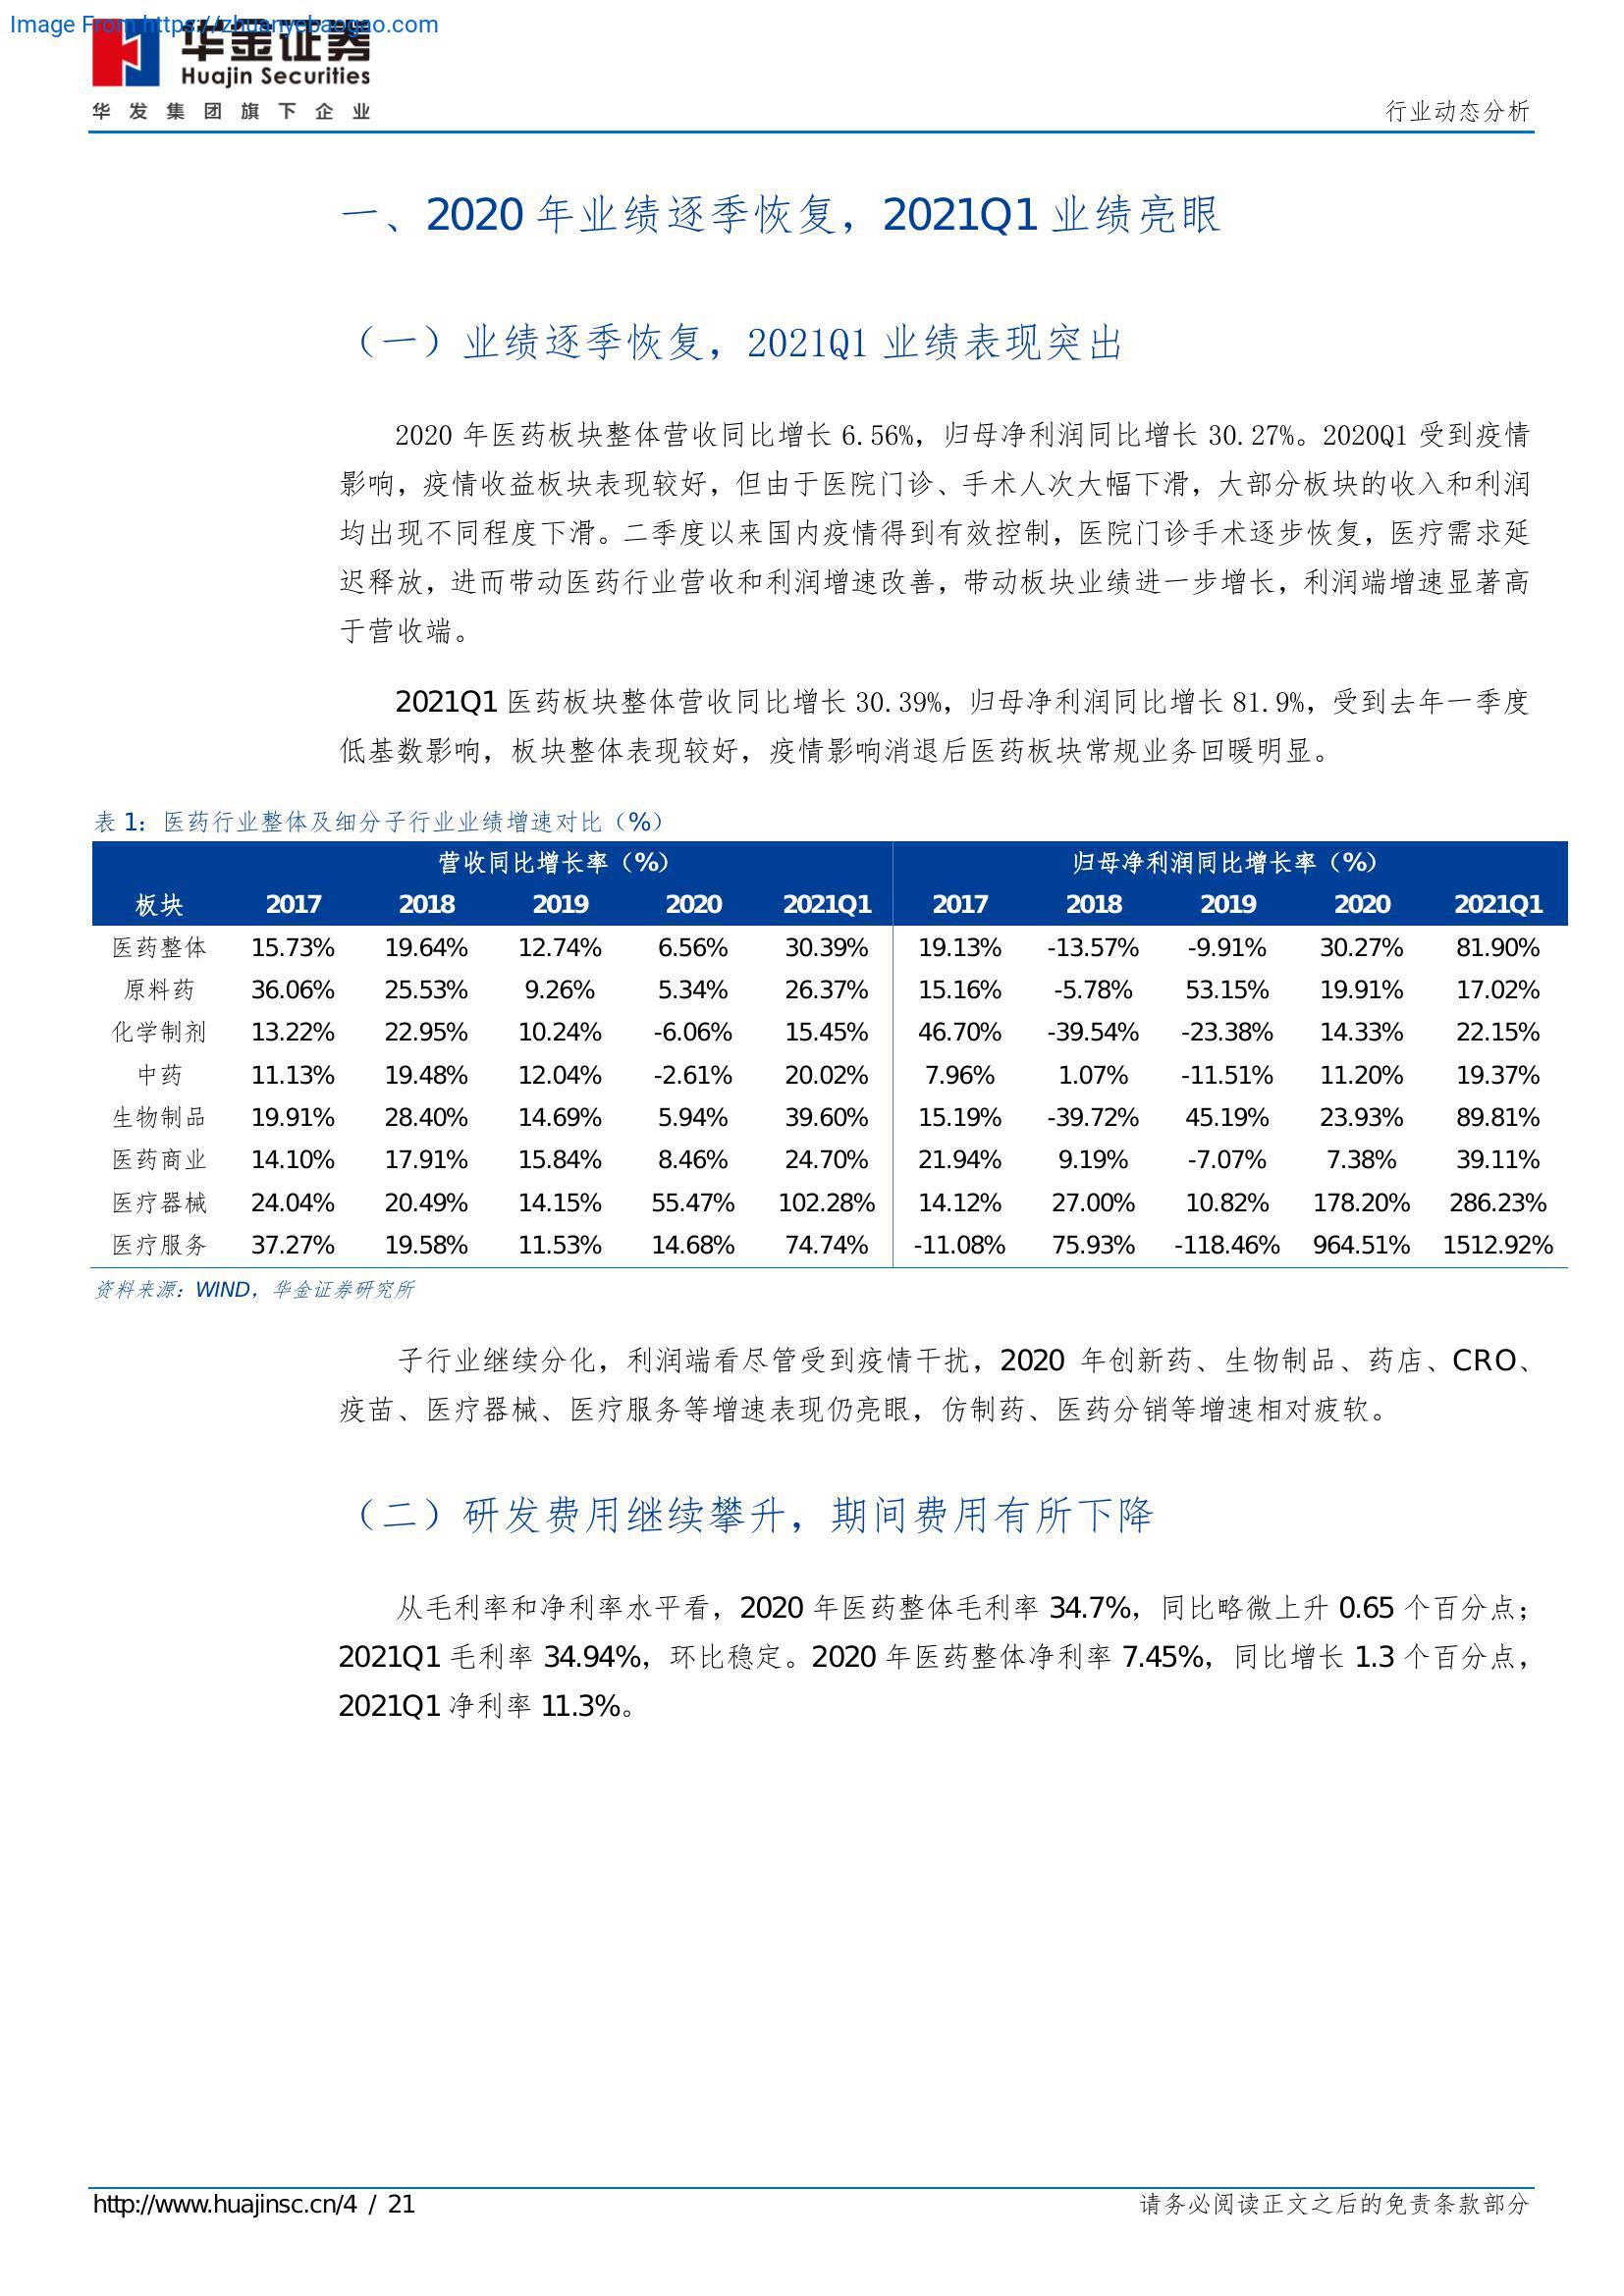 Image From https://zhuanyebaogao.com
华金证券
Huajin Securities
华发集团旗下企业
行业动态分析
一、2020 年业绩逐季恢复，2021Q1 业绩亮眼
（一）业绩逐季恢复，2021Q1 业绩表现突出
2020 年医药板块整体营收同比增长 6.56%，归母净利润同比增长 30.27%。2020Q1 受到疫情
影响，疫情收益板块表现较好，但由于医院门诊、手术人次大幅下滑，大部分板块的收入和利润
均出现不同程度下滑。二季度以来国内疫情得到有效控制，医院门诊手术逐步恢复，医疗需求延
迟释放，进而带动医药行业营收和利润增速改善，带动板块业绩进一步增长，利润端增速显著高
于营收端。
2021Q1 医药板块整体营收同比增长 30.39%，归母净利润同比增长 81.9%，受到去年一季度
低基数影响，板块整体表现较好，疫情影响消退后医药板块常规业务回暖明显。
表 1：医药行业整体及细分子行业业绩增速对比（%）
营收同比增长率（%） 归母净利润同比增长率（%）
板块 2017 2018 2019 2020 2021Q1 2017 2018 2019 2020 2021Q1
医药整体 15.73% 19.64% 12.74% 6.56% 30.39% 19.13% -13.57% -9.91% 30.27% 81.90%
原料药 36.06% 25.53% 9.26% 5.34% 26.37% 15.16% -5.78% 53.15% 19.91% 17.02%
化学制剂 13.22% 22.95% 10.24% -6.06% 15.45% 46.70% -39.54% -23.38% 14.33% 22.15%
中药 11.13% 19.48% 12.04% -2.61% 20.02% 7.96% 1.07% -11.51% 11.20% 19.37%
生物制品 19.91% 28.40% 14.69% 5.94% 39.60% 15.19% -39.72% 45.19% 23.93% 89.81%
医药商业 14.10% 17.91% 15.84% 8.46% 24.70% 21.94% 9.19% -7.07% 7.38% 39.11%
医疗器械 24.04% 20.49% 14.15% 55.47% 102.28% 14.12% 27.00% 10.82% 178.20% 286.23%
医疗服务 37.27% 19.58% 11.53% 14.68% 74.74% -11.08% 75.93% -118.46% 964.51% 1512.92%
资料来源：WIND，华金证券研究所
子行业继续分化，利润端看尽管受到疫情干扰，2020 年创新药、生物制品、药店、CRO、
疫苗、医疗器械、医疗服务等增速表现仍亮眼，仿制药、医药分销等增速相对疲软。
（二）研发费用继续攀升，期间费用有所下降
从毛利率和净利率水平看，2020 年医药整体毛利率 34.7%，同比略微上升 0.65 个百分点；
2021Q1 毛利率 34.94%，环比稳定。2020 年医药整体净利率 7.45%，同比增长 1.3 个百分点，
2021Q1 净利率 11.3%。
http://www.huajinsc.cn/4 / 21
请务必阅读正文之后的免责条款部分